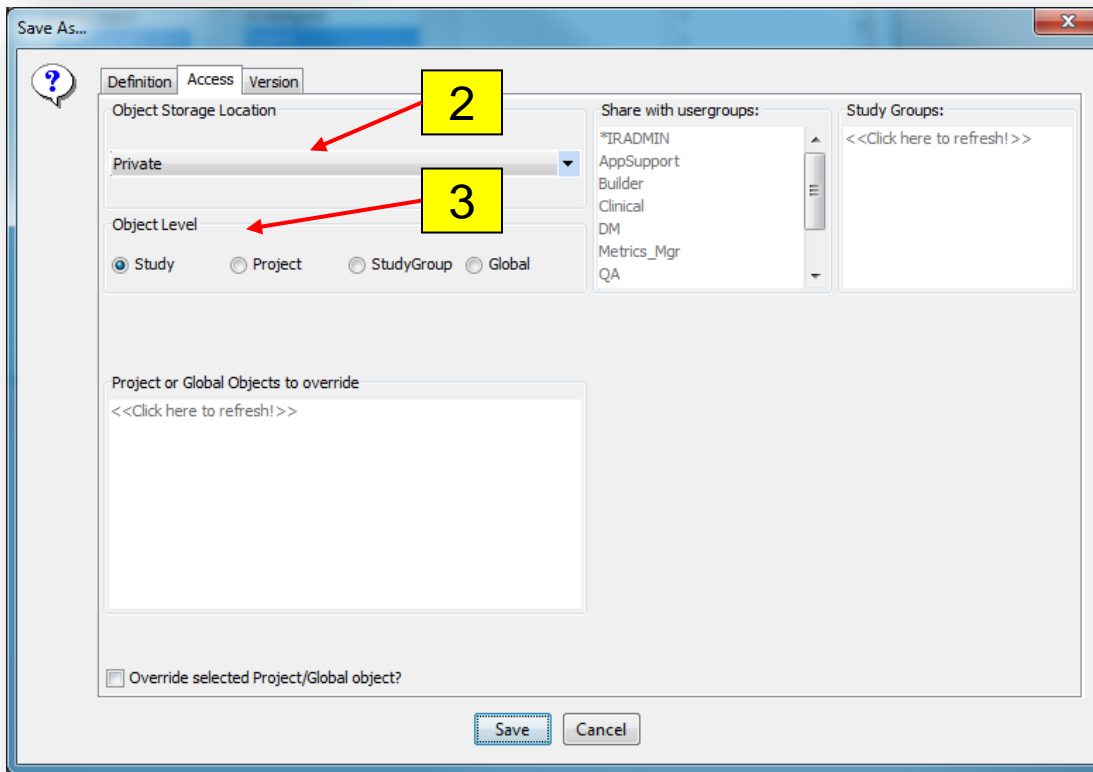 Save As...
?
Definition Access Version
Object Storage Location
2
Private
3
Object Level
Study Project StudyGroup Global
Share with usergroups:
*IRADMIN
AppSupport
Builder
Clinical
DM
Metrics_Mgr
QA
Study Groups:
<<Click here to refresh!>>
Project or Global Objects to override
<<Click here to refresh!>>
Override selected Project/Global object?
Save Cancel